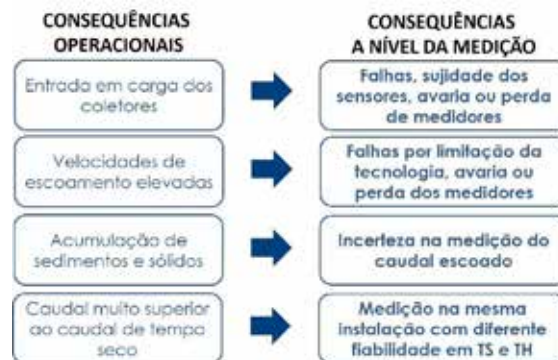 CONSEQUÊNCIAS
OPERACIONAIS
CONSEQUÊNCIAS
A NÍVEL DA MEDIÇÃO
Entrada em carga dos
coletores
Falhas, sujidade dos
sensores, avaria ou perda
de medidores
Velocidades de
escoamento elevadas
Falhas por limitação da
tecnologia, avaria ou
perda dos medidores
Acumulação de
sedimentos e sólidos
Incerteza na medição do
caudal escoado
Caudal muito superior
ao caudal de tempo
seco
Medição na mesma
instalação com diferente
fiabilidade em TS e TH